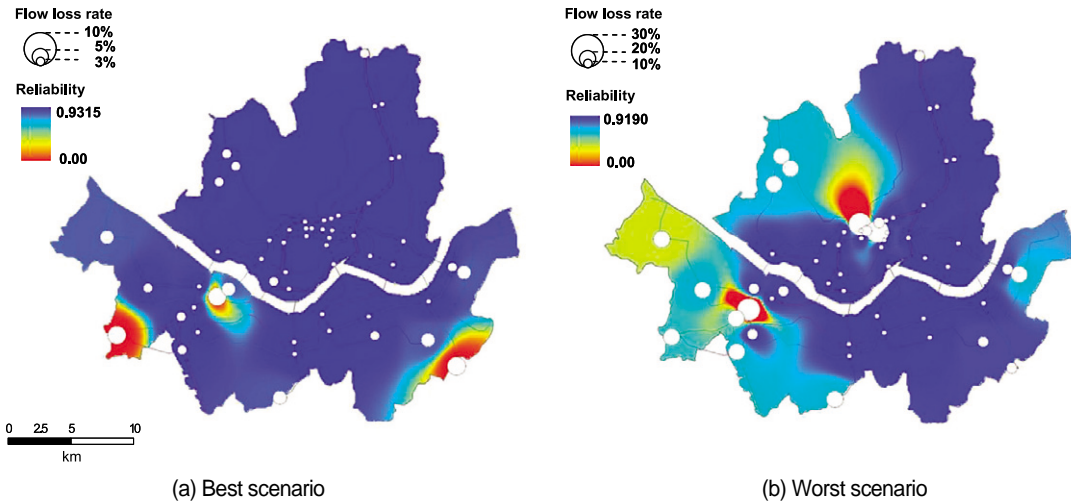 Flow loss rate
10%
5%
3%
Reliability
0.9315
0.00
0 2.5 5 10
km
(a) Best scenario
Flow loss rate
30%
20%
10%
Reliability
0.9190
0.00
(b) Worst scenario